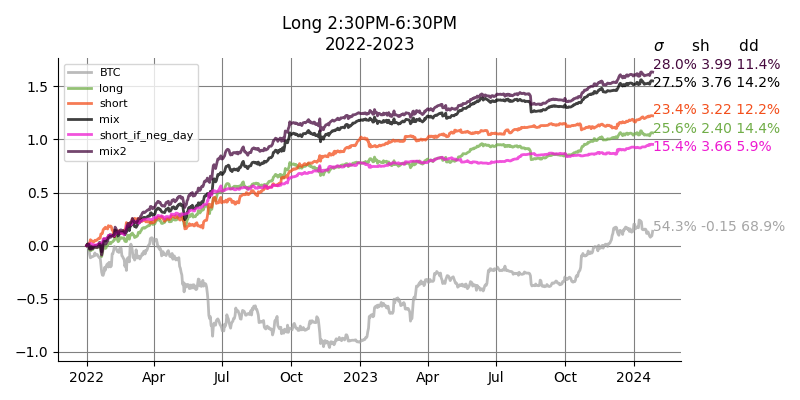 Long 2:30PM-6:30PM
2022-2023
σ sh dd
28.0% 3.99 11.4%
27.5% 3.76 14.2%
23.4% 3.22 12.2%
25.6% 2.40 14.4%
15.4% 3.66 5.9%
54.3% -0.15 68.9%
BTC
long
short
mix
short_if_neg_day
mix2
1.5
1.0
0.5
0.0
−0.5
−1.0
2022 Apr Jul Oct 2023 Apr Jul Oct 2024